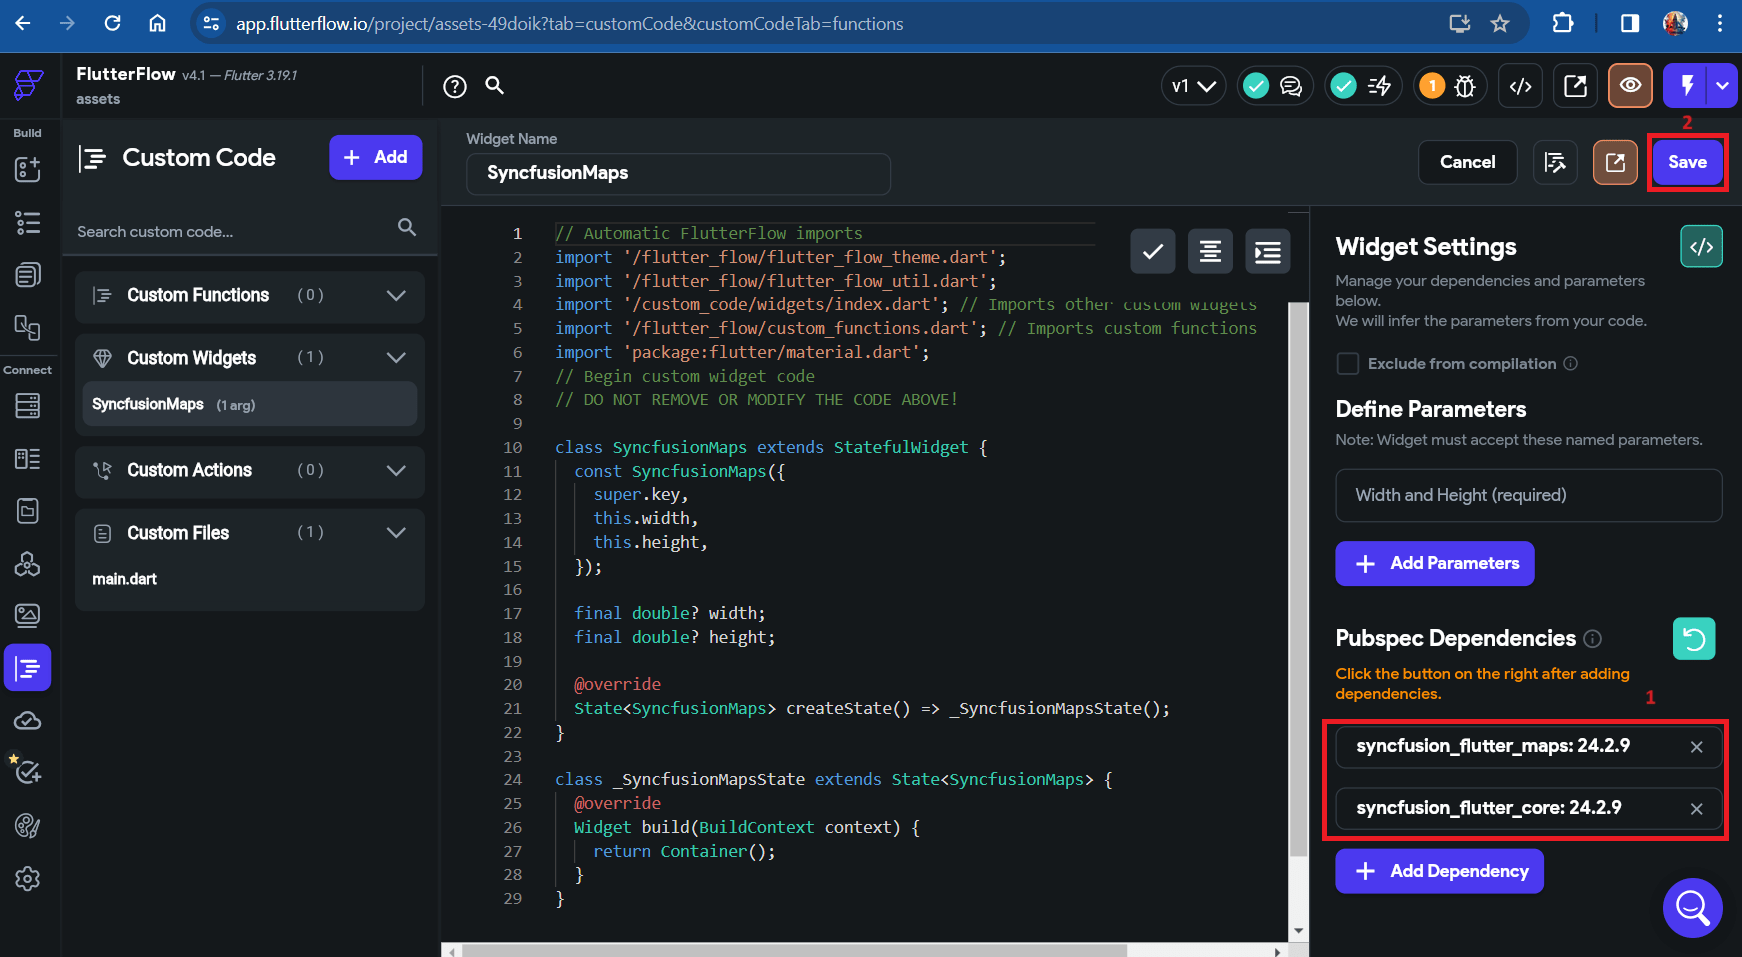 app.flutterflow.io/project/assets-49doik?tab=customCode&customCodeTab=functions
FlutterFlow v4.1 — Flutter 3.19.1
assets
v1
1
2
Build
Connect
Custom Code
+ Add
Search custom code...
Custom Functions (0)
Custom Widgets (1)
SyncfusionMaps (1 arg)
Custom Actions (0)
Custom Files (1)
main.dart
Widget Name
SyncfusionMaps
Cancel
Save
1 // Automatic FlutterFlow imports
2 import '/flutter_flow/flutter_flow_theme.dart';
3 import '/flutter_flow/flutter_flow_util.dart';
4 import '/custom_code/widgets/index.dart'; // Imports other custom widgets
5 import '/flutter_flow/custom_functions.dart'; // Imports custom functions
6 import 'package:flutter/material.dart';
7 // Begin custom widget code
8 // DO NOT REMOVE OR MODIFY THE CODE ABOVE!
9
10 class SyncfusionMaps extends StatefulWidget {
11 const SyncfusionMaps({
12 super.key,
13 this.width,
14 this.height,
15 });
16
17 final double? width;
18 final double? height;
19
20 @override
21 State<SyncfusionMaps> createState() => _SyncfusionMapsState();
22 }
23
24 class _SyncfusionMapsState extends State<SyncfusionMaps> {
25 @override
26 Widget build(BuildContext context) {
27 return Container();
28 }
29 }
Widget Settings
Manage your dependencies and parameters
below.
We will infer the parameters from your code.
Exclude from compilation
Define Parameters
Note: Widget must accept these named parameters.
Width and Height (required)
+ Add Parameters
Pubspec Dependencies
Click the button on the right after adding
dependencies.
1
syncfusion_flutter_maps: 24.2.9
syncfusion_flutter_core: 24.2.9
+ Add Dependency